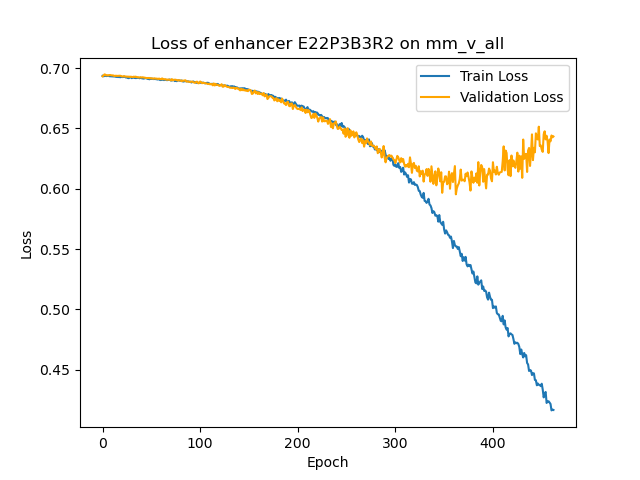 Loss of enhancer E22P3B3R2 on mm_v_all
Train Loss
Validation Loss
0.70
0.65
0.60
0.55
0.50
0.45
Loss
0 100 200 300 400
Epoch